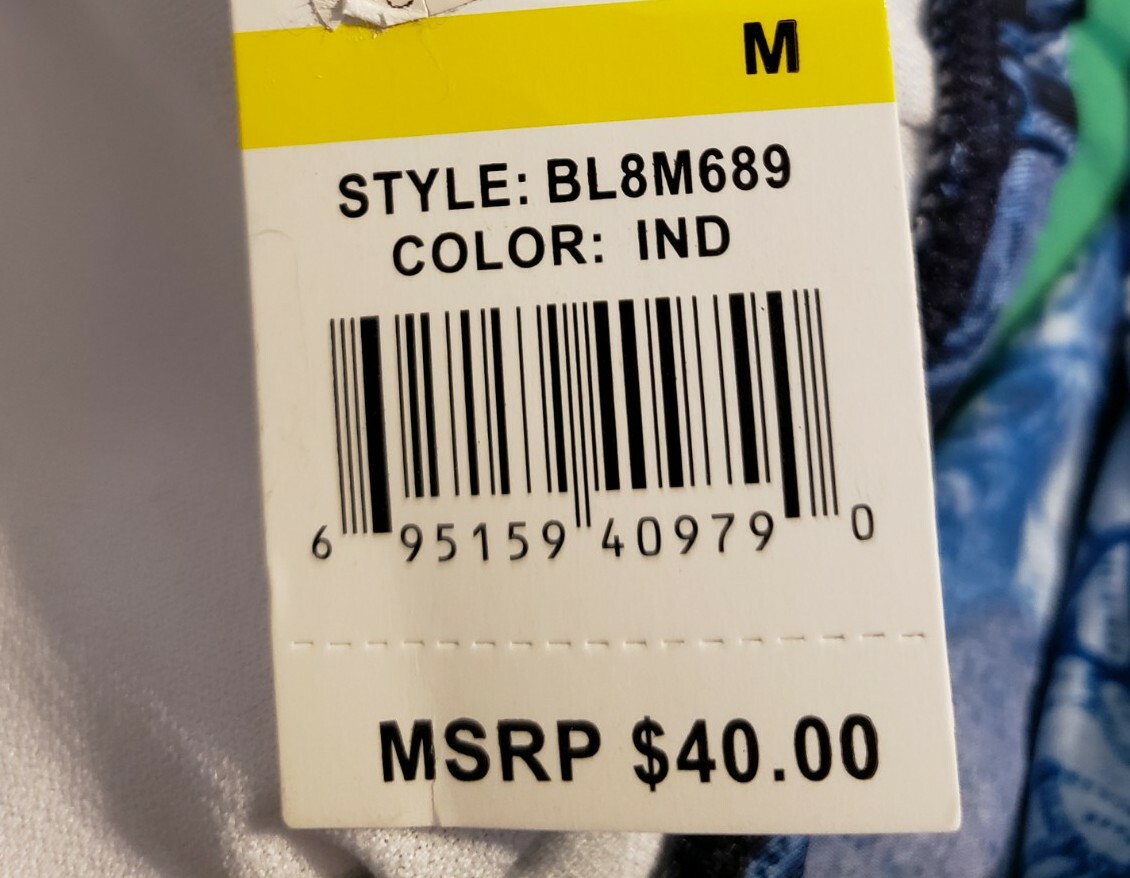 M
STYLE: BL8M689
COLOR: IND
6 95159 40979 0
MSRP $40.00